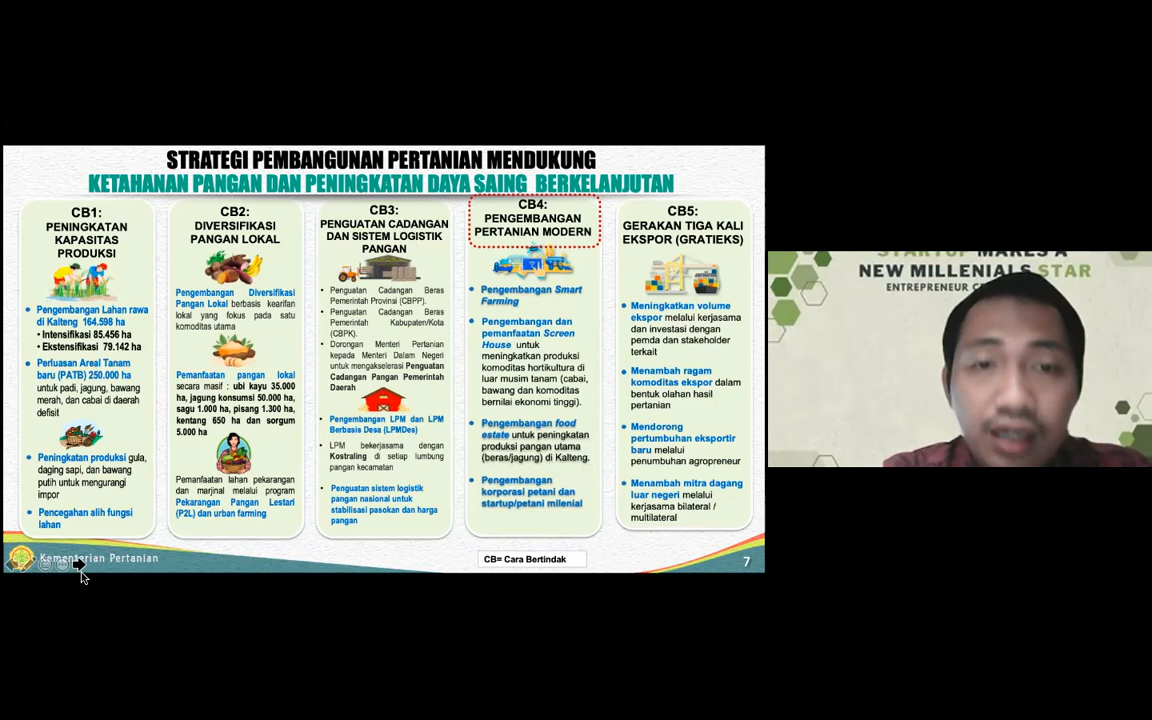 STRATEGI PEMBANGUNAN PERTANIAN MENDUKUNG
KETAHANAN PANGAN DAN PENINGKATAN DAYA SAING BERKELANJUTAN
CB1:
PENINGKATAN
KAPASITAS
PRODUKSI
• Pengembangan Lahan rawa
di Kalteng 164.598 ha
• Intensifikasi 85.456 ha
• Ekstensifikasi 79.142 ha
• Perluasan Areal Tanam
baru (PATB) 250.000 ha
untuk padi, jagung, bawang
merah, dan cabai di daerah
defisit
• Peningkatan produksi gula,
daging sapi, dan bawang
putih untuk mengurangi
impor
• Pencegahan alih fungsi
lahan
CB2:
DIVERSIFIKASI
PANGAN LOKAL
Pengembangan Diversifikasi
Pangan Lokal berbasis kearifan
lokal yang fokus pada satu
komoditas utama
Pemanfaatan pangan lokal
secara masif : ubi kayu 35.000
ha, jagung konsumsi 50.000 ha,
sagu 1.000 ha, pisang 1.300 ha,
kentang 650 ha dan sorgum
5.000 ha
Pemanfaatan lahan pekarangan
dan marjinal melalui program
Pekarangan Pangan Lestari
(P2L) dan urban farming
CB3:
PENGUATAN CADANGAN
DAN SISTEM LOGISTIK
PANGAN
• Penguatan Cadangan Beras
Pemerintah Provinsi (CBPP).
• Penguatan Cadangan Beras
Pemerintah Kabupaten/Kota
(CBPK).
• Dorongan Menteri Pertanian
kepada Menteri Dalam Negeri
untuk mengakselerasi Penguatan
Cadangan Pangan Pemerintah
Daerah
• Pengembangan LPM dan LPM
Berbasis Desa (LPMDes)
• LPM bekerjasama dengan
Kostraling di setiap lumbung
pangan kecamatan
• Penguatan sistem logistik
pangan nasional untuk
stabilisasi pasokan dan harga
pangan
CB4:
PENGEMBANGAN
PERTANIAN MODERN
• Pengembangan Smart
Farming
• Pengembangan dan
pemanfaatan Screen
House untuk
meningkatkan produksi
komoditas hortikultura di
luar musim tanam (cabai,
bawang dan komoditas
bernilai ekonomi tinggi).
• Pengembangan food
estate untuk peningkatan
produksi pangan utama
(beras/jagung) di Kalteng.
• Pengembangan
korporasi petani dan
startup/petani milenial
CB5:
GERAKAN TIGA KALI
EKSPOR (GRATIEKS)
• Meningkatkan volume
ekspor melalui kerjasama
dan investasi dengan
pemda dan stakeholder
terkait
• Menambah ragam
komoditas ekspor dalam
bentuk olahan hasil
pertanian
• Mendorong
pertumbuhan eksportir
baru melalui
penumbuhan agropreneur
• Menambah mitra dagang
luar negeri melalui
kerjasama bilateral /
multilateral
Kementerian Pertanian
CB= Cara Bertindak
7
STARTUP MAKES A
NEW MILLENIALS STAR
ENTREPRENEUR